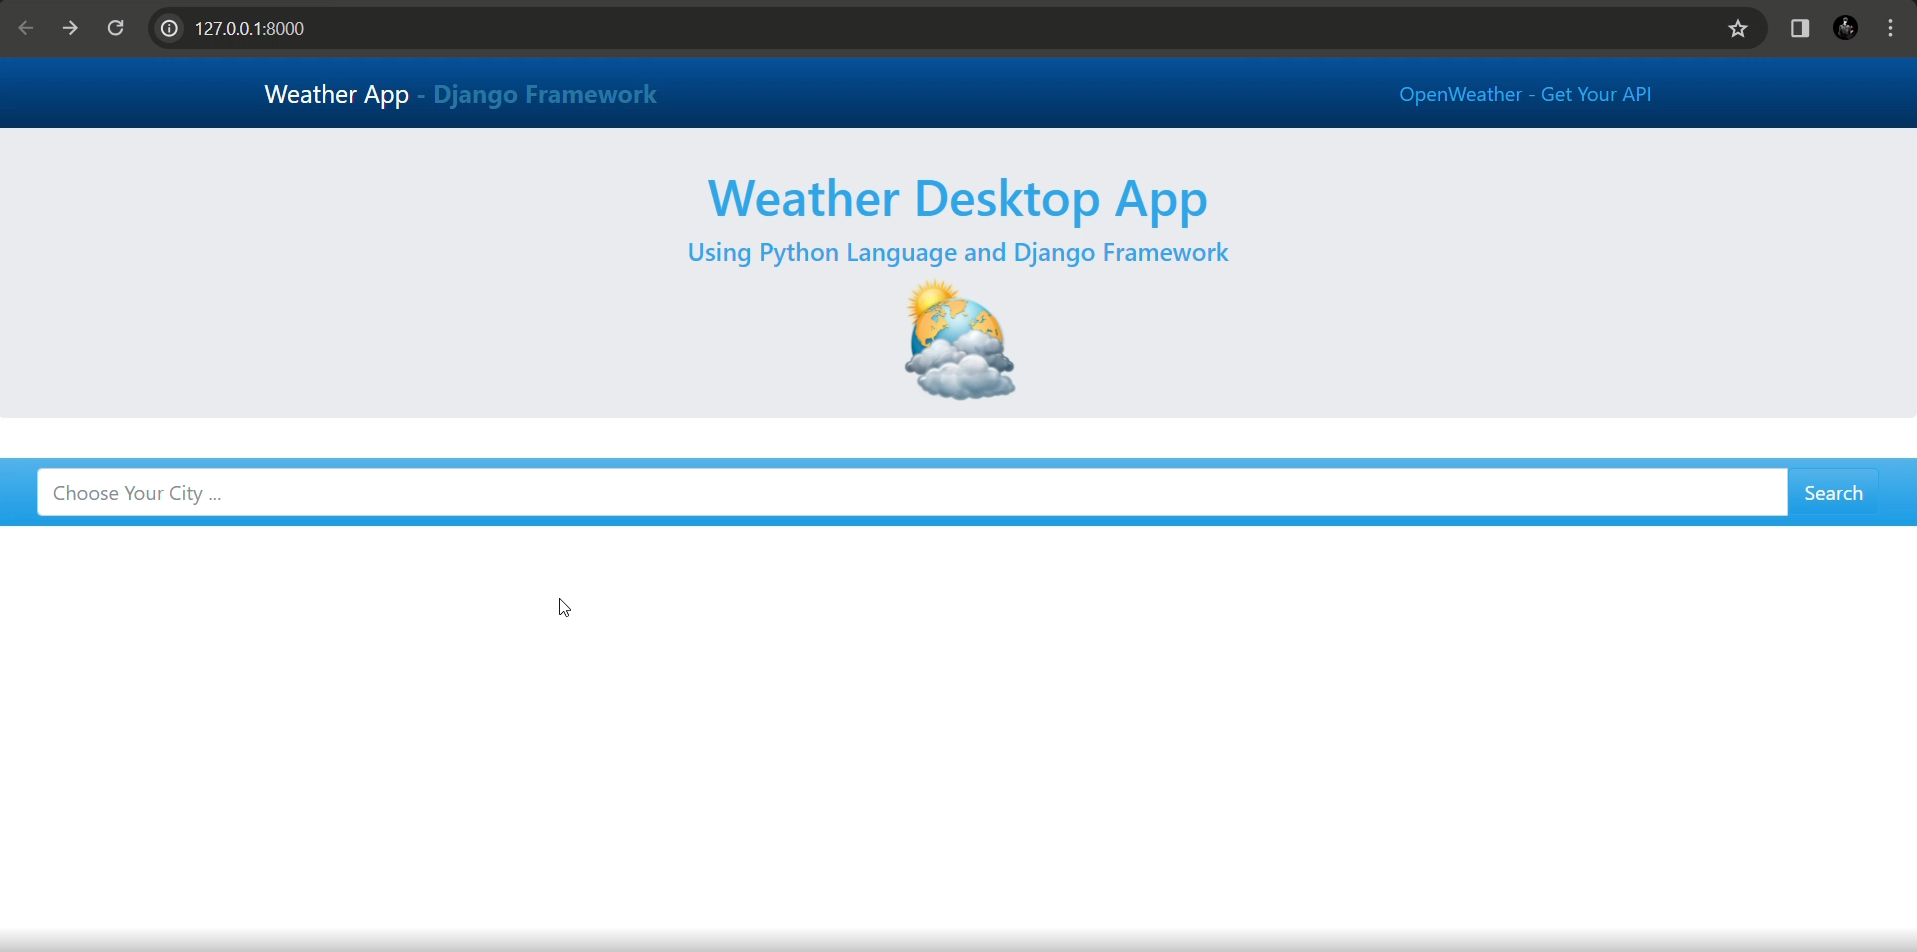 127.0.0.1:8000
Weather App - Django Framework
OpenWeather - Get Your API
Weather Desktop App
Using Python Language and Django Framework
Choose Your City ...
Search